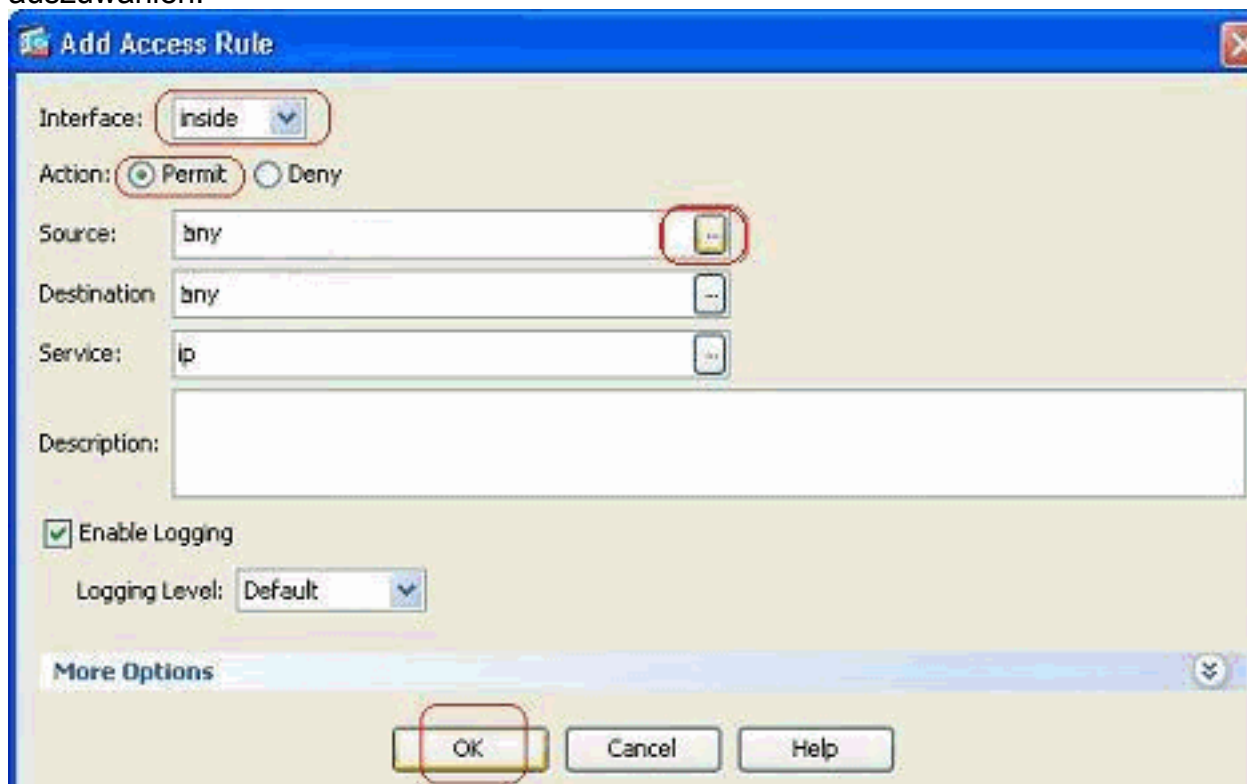 auszuwählen.
Add Access Rule
Interface: inside
Action: Permit Deny
Source: any ...
Destination any ...
Service: ip ...
Description:
Enable Logging
Logging Level: Default
More Options
OK Cancel Help